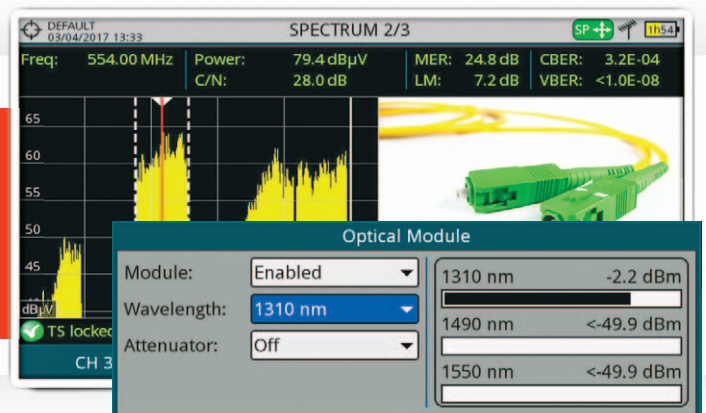 DEFAULT
03/04/2017 13:33
SPECTRUM 2/3
SP
1h54
Freq: 554.00 MHz Power: 79.4 dBµV MER: 24.8 dB CBER: 3.2E-04
C/N: 28.0 dB LM: 7.2 dB VBER: <1.0E-08
65
60
55
50
45
dBµV
TS locked
CH 3
Optical Module
Module: Enabled
Wavelength: 1310 nm
Attenuator: Off
1310 nm -2.2 dBm
1490 nm <-49.9 dBm
1550 nm <-49.9 dBm